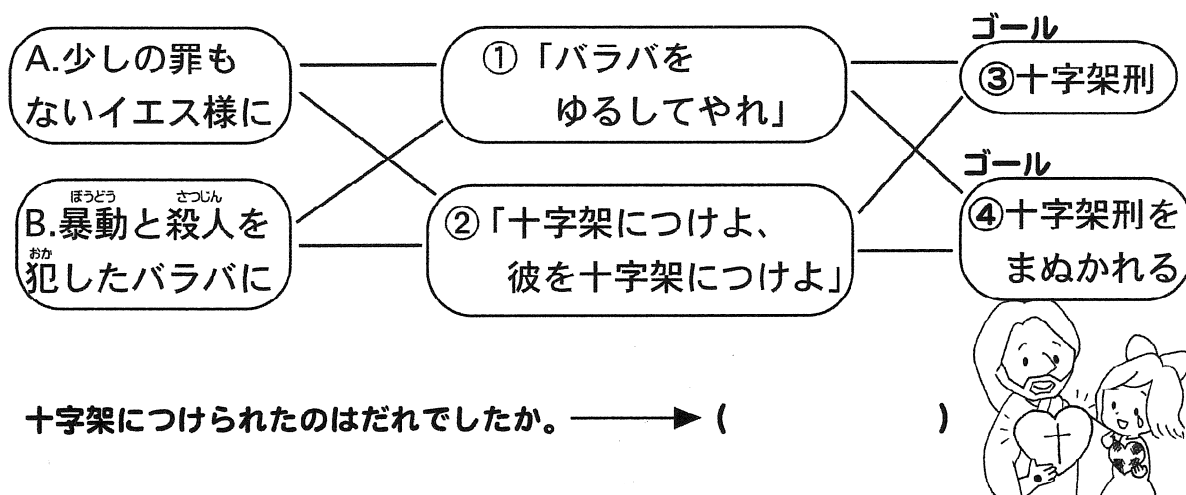 A.少しの罪も
ないイエス様に
B.暴動と殺人を
ぼうどう さつじん
犯したバラバに
おか
①「バラバを
ゆるしてやれ」
②「十字架につけよ、
彼を十字架につけよ」
ゴール
③十字架刑
ゴール
④十字架刑を
まぬかれる
十字架につけられたのはだれでしたか。 ( )